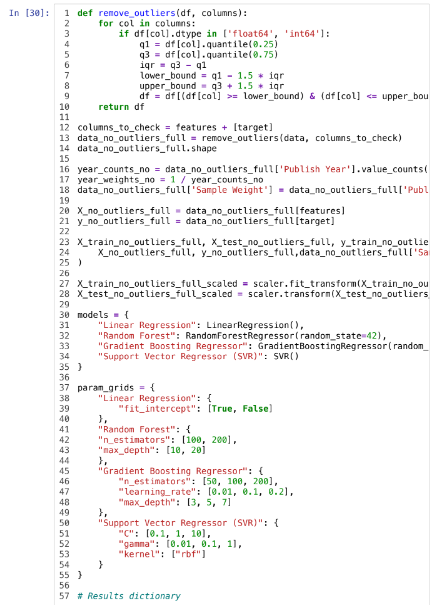 In [30]:
1 def remove_outliers(df, columns):
2     for col in columns:
3         if df[col].dtype in ['float64', 'int64']:
4             q1 = df[col].quantile(0.25)
5             q3 = df[col].quantile(0.75)
6             iqr = q3 - q1
7             lower_bound = q1 - 1.5 * iqr
8             upper_bound = q3 + 1.5 * iqr
9             df = df[(df[col] >= lower_bound) & (df[col] <= upper_bou
10     return df
11
12 columns_to_check = features + [target]
13 data_no_outliers_full = remove_outliers(data, columns_to_check)
14 data_no_outliers_full.shape
15
16 year_counts_no = data_no_outliers_full['Publish Year'].value_counts(
17 year_weights_no = 1 / year_counts_no
18 data_no_outliers_full['Sample Weight'] = data_no_outliers_full['Publ
19
20 X_no_outliers_full = data_no_outliers_full[features]
21 y_no_outliers_full = data_no_outliers_full[target]
22
23 X_train_no_outliers_full, X_test_no_outliers_full, y_train_no_outlie
24     X_no_outliers_full, y_no_outliers_full,data_no_outliers_full['Sa
25 )
26
27 X_train_no_outliers_full_scaled = scaler.fit_transform(X_train_no_ou
28 X_test_no_outliers_full_scaled = scaler.transform(X_test_no_outliers
29
30 models = {
31     "Linear Regression": LinearRegression(),
32     "Random Forest": RandomForestRegressor(random_state=42),
33     "Gradient Boosting Regressor": GradientBoostingRegressor(random_
34     "Support Vector Regressor (SVR)": SVR()
35 }
36
37 param_grids = {
38     "Linear Regression": {
39         "fit_intercept": [True, False]
40     },
41     "Random Forest": {
42     "n_estimators": [100, 200],
43     "max_depth": [10, 20]
44     },
45     "Gradient Boosting Regressor": {
46         "n_estimators": [50, 100, 200],
47         "learning_rate": [0.01, 0.1, 0.2],
48         "max_depth": [3, 5, 7]
49     },
50     "Support Vector Regressor (SVR)": {
51         "C": [0.1, 1, 10],
52         "gamma": [0.01, 0.1, 1],
53         "kernel": ["rbf"]
54     }
55 }
56
57 # Results dictionary